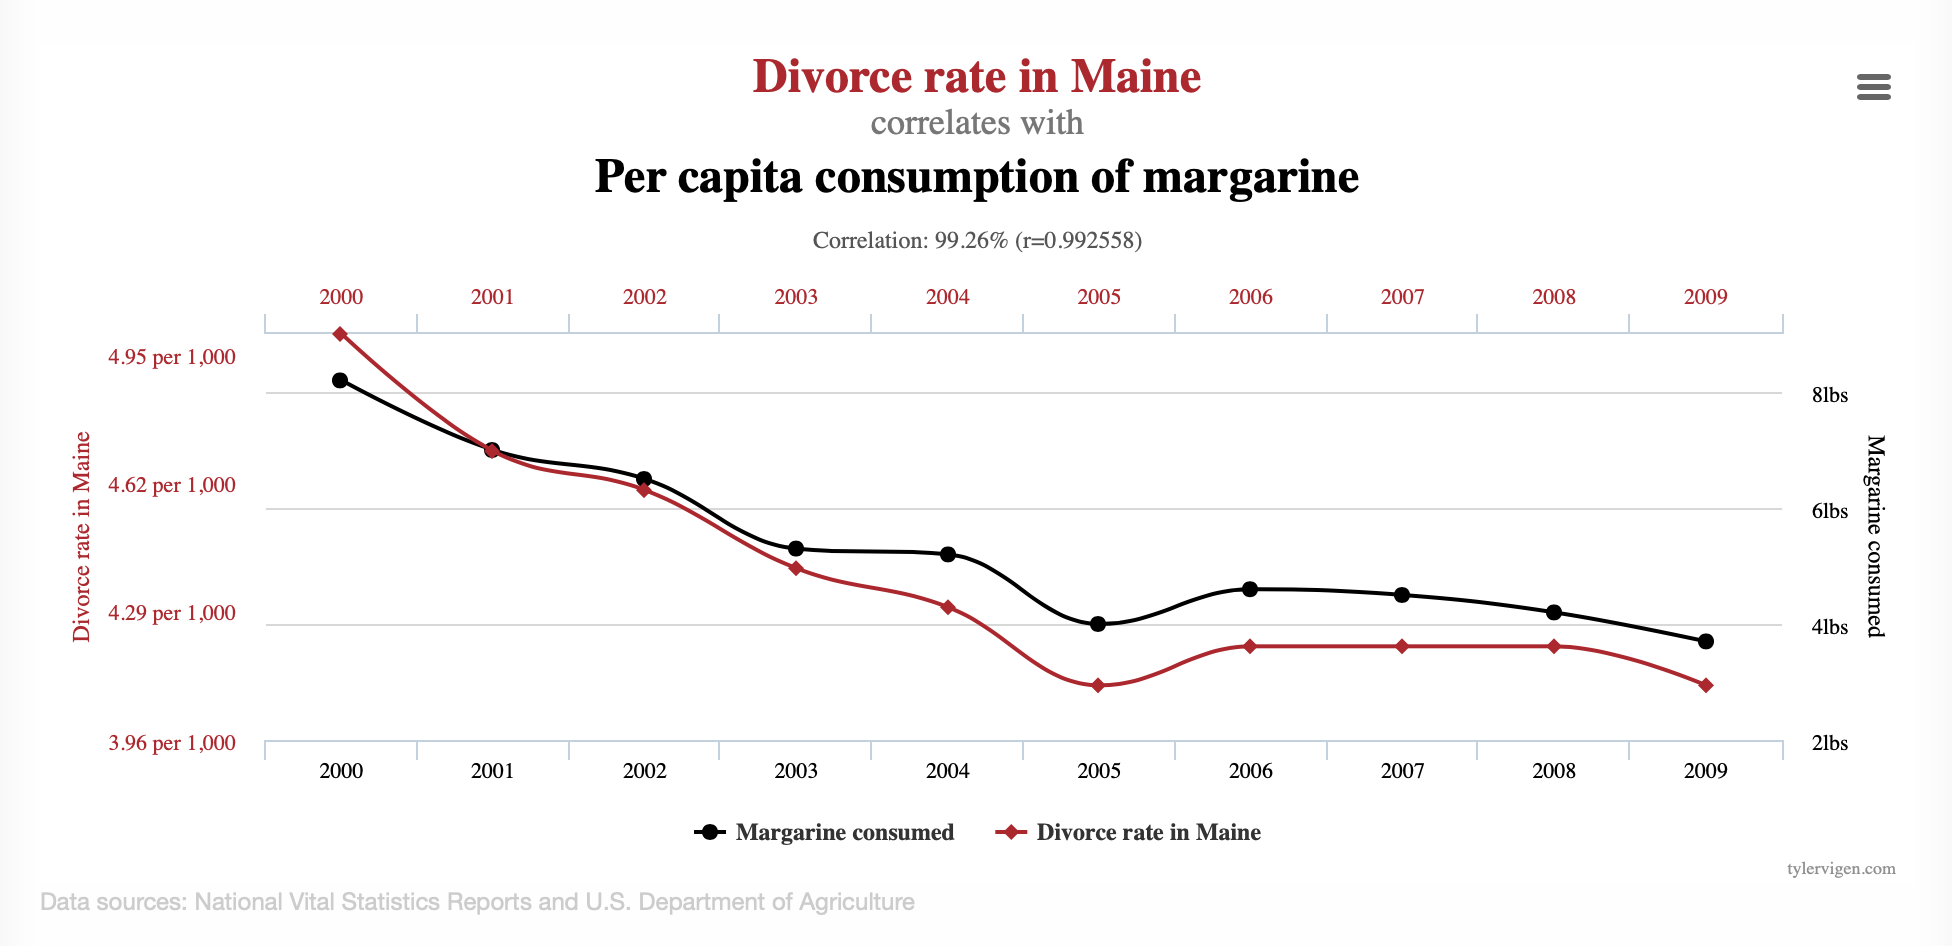 Divorce rate in Maine
correlates with
Per capita consumption of margarine
Correlation: 99.26% (r=0.992558)
2000 2001 2002 2003 2004 2005 2006 2007 2008 2009
4.95 per 1,000
8lbs
4.62 per 1,000
6lbs
4.29 per 1,000
4lbs
3.96 per 1,000
2lbs
Divorce rate in Maine
Margarine consumed
2000 2001 2002 2003 2004 2005 2006 2007 2008 2009
Margarine consumed Divorce rate in Maine
tylervigen.com
Data sources: National Vital Statistics Reports and U.S. Department of Agriculture